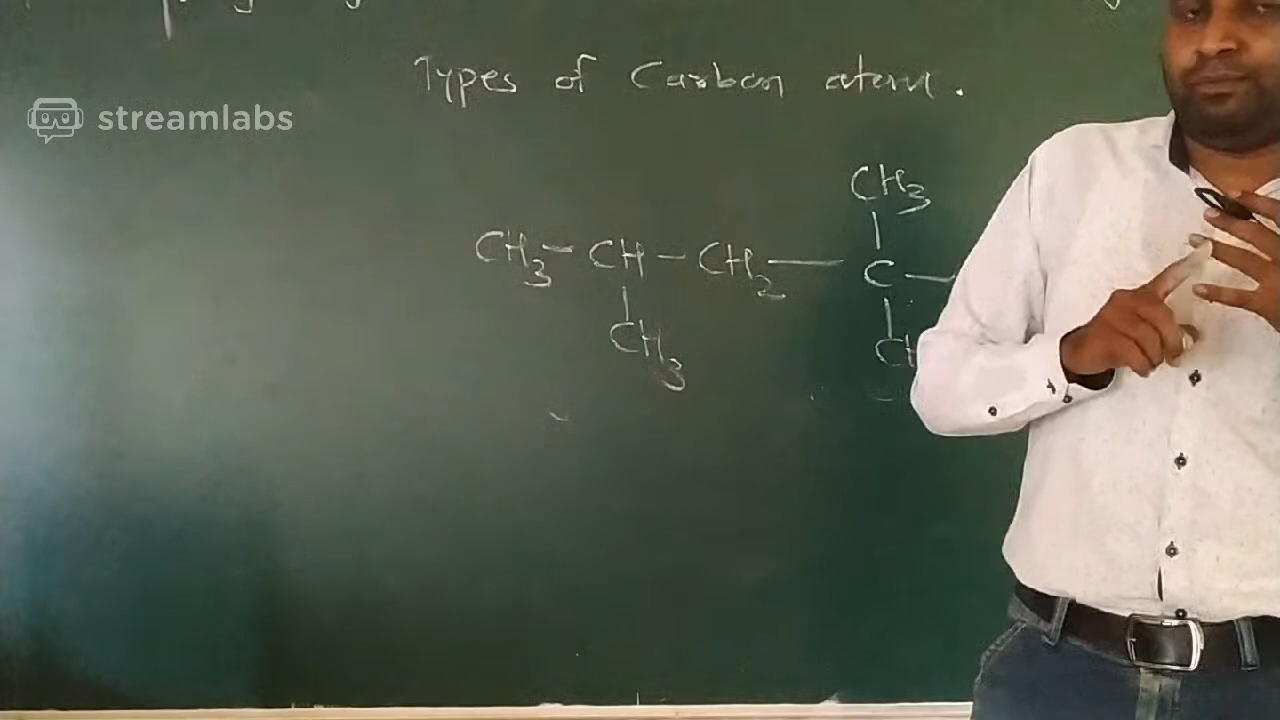 Types of Carbon atom.
streamlabs
CH3
CH3 - CH - CH2 — C —
CH3